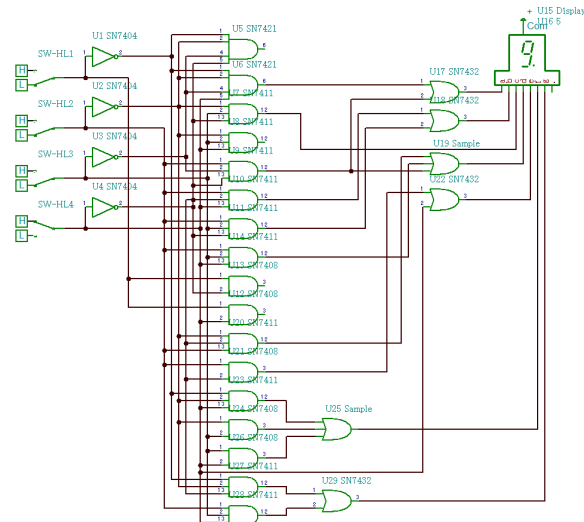 U15 Display
+ U16 5
Com
U1 SN7404
U5 SN7421
SW-HL1
H
L
U6 SN7421
U2 SN7404
U17 SN7432
a b c d e f g .
SW-HL2
H
L
U7 SN7411
U18 SN7432
U3 SN7404
U8 SN7411
SW-HL3
H
L
U9 SN7411
U19 Sample
U4 SN7404
U10 SN7411
U22 SN7432
SW-HL4
H
L
U11 SN7411
U14 SN7411
U13 SN7408
U12 SN7408
U20 SN7411
U21 SN7408
U23 SN7411
U24 SN7408
U25 Sample
U26 SN7408
U27 SN7411
U29 SN7432
U28 SN7411